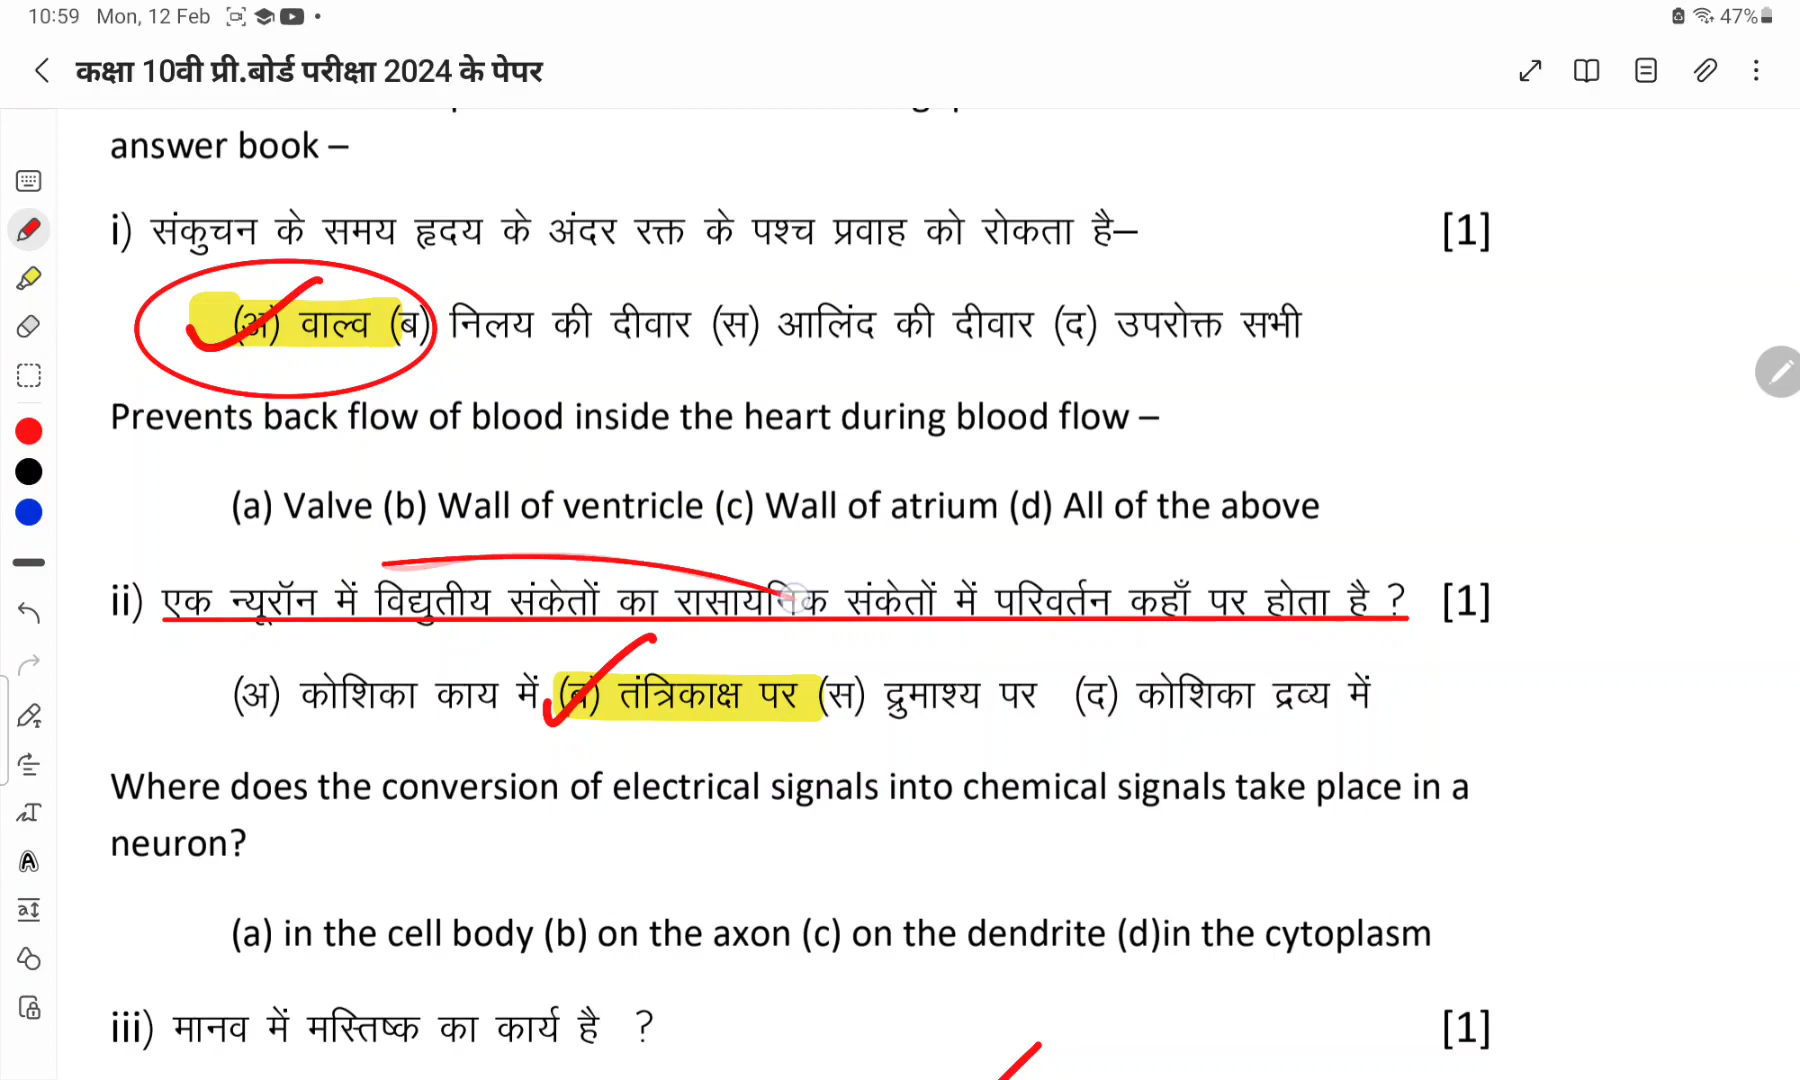 10:59 Mon, 12 Feb 47%
कक्षा 10वी प्री.बोर्ड परीक्षा 2024 के पेपर
answer book –
i) संकुचन के समय हृदय के अंदर रक्त के पश्च प्रवाह को रोकता है– [1]
(अ) वाल्व (ब) निलय की दीवार (स) आलिंद की दीवार (द) उपरोक्त सभी
Prevents back flow of blood inside the heart during blood flow –
(a) Valve (b) Wall of ventricle (c) Wall of atrium (d) All of the above
ii) एक न्यूरॉन में विद्युतीय संकेतों का रासायनिक संकेतों में परिवर्तन कहाँ पर होता है ? [1]
(अ) कोशिका काय में (ब) तंत्रिकाक्ष पर (स) द्रुमाश्य पर (द) कोशिका द्रव्य में
Where does the conversion of electrical signals into chemical signals take place in a
neuron?
(a) in the cell body (b) on the axon (c) on the dendrite (d)in the cytoplasm
iii) मानव में मस्तिष्क का कार्य है ? [1]